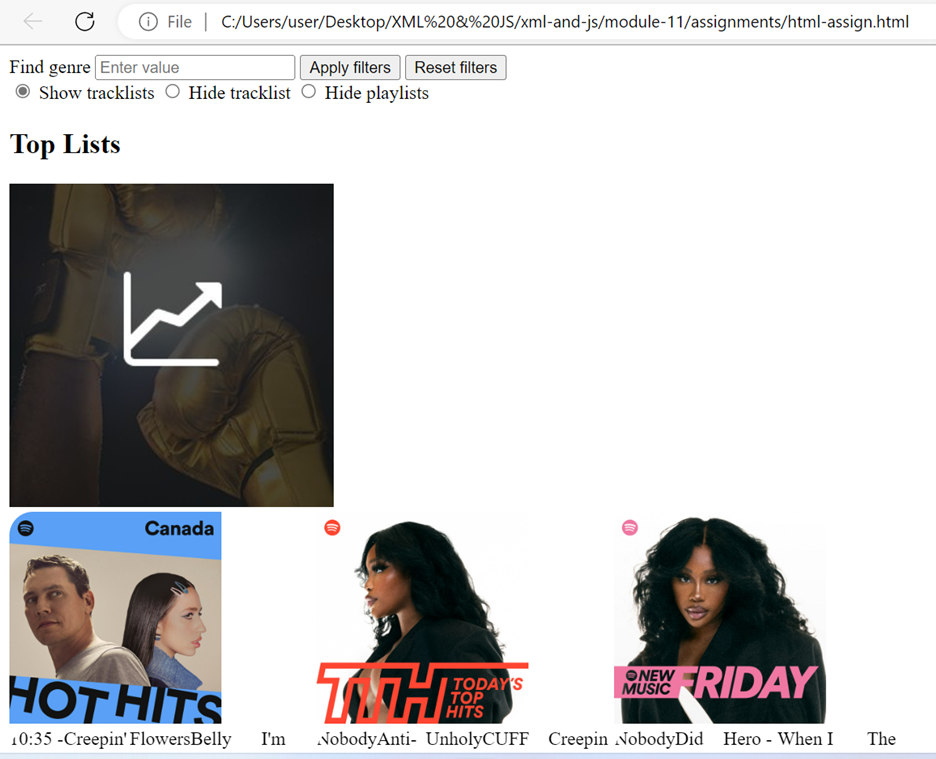 File | C:/Users/user/Desktop/XML%20&%20JS/xml-and-js/module-11/assignments/html-assign.html
Find genre Enter value Apply filters Reset filters
Show tracklists Hide tracklist Hide playlists
Top Lists
Canada
HOT HITS
TTH TODAY'S TOP HITS
NEW MUSIC FRIDAY
10:35 -Creepin' FlowersBelly I'm NobodyAnti- UnholyCUFF Creepin NobodyDid Hero - When I The